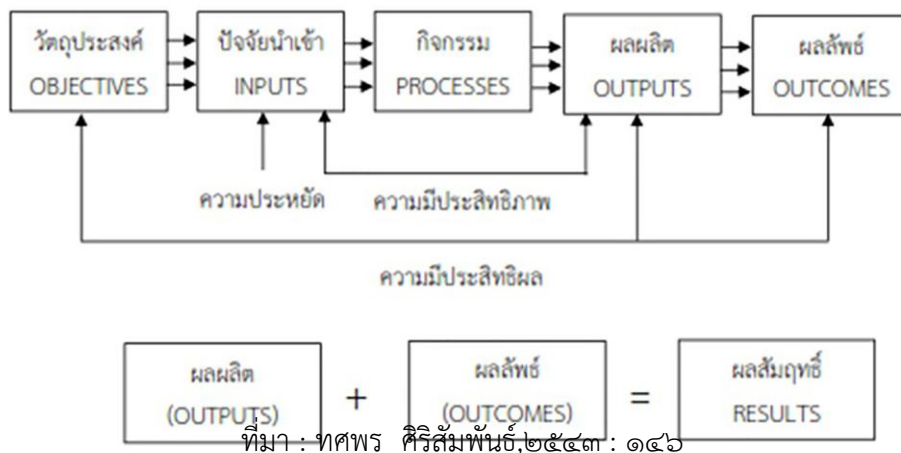 วัตถุประสงค์ ปัจจัยนำเข้า กิจกรรม ผลผลิต ผลลัพธ์
OBJECTIVES INPUTS PROCESSES OUTPUTS OUTCOMES
ความประหยัด ความมีประสิทธิภาพ
ความมีประสิทธิผล
ผลผลิต ผลลัพธ์ ผลสัมฤทธิ์
(OUTPUTS) + (OUTCOMES) = RESULTS
ที่มา : ทศพร ศิริสัมพันธ์,๒๕๔๓ : ๑๔๖